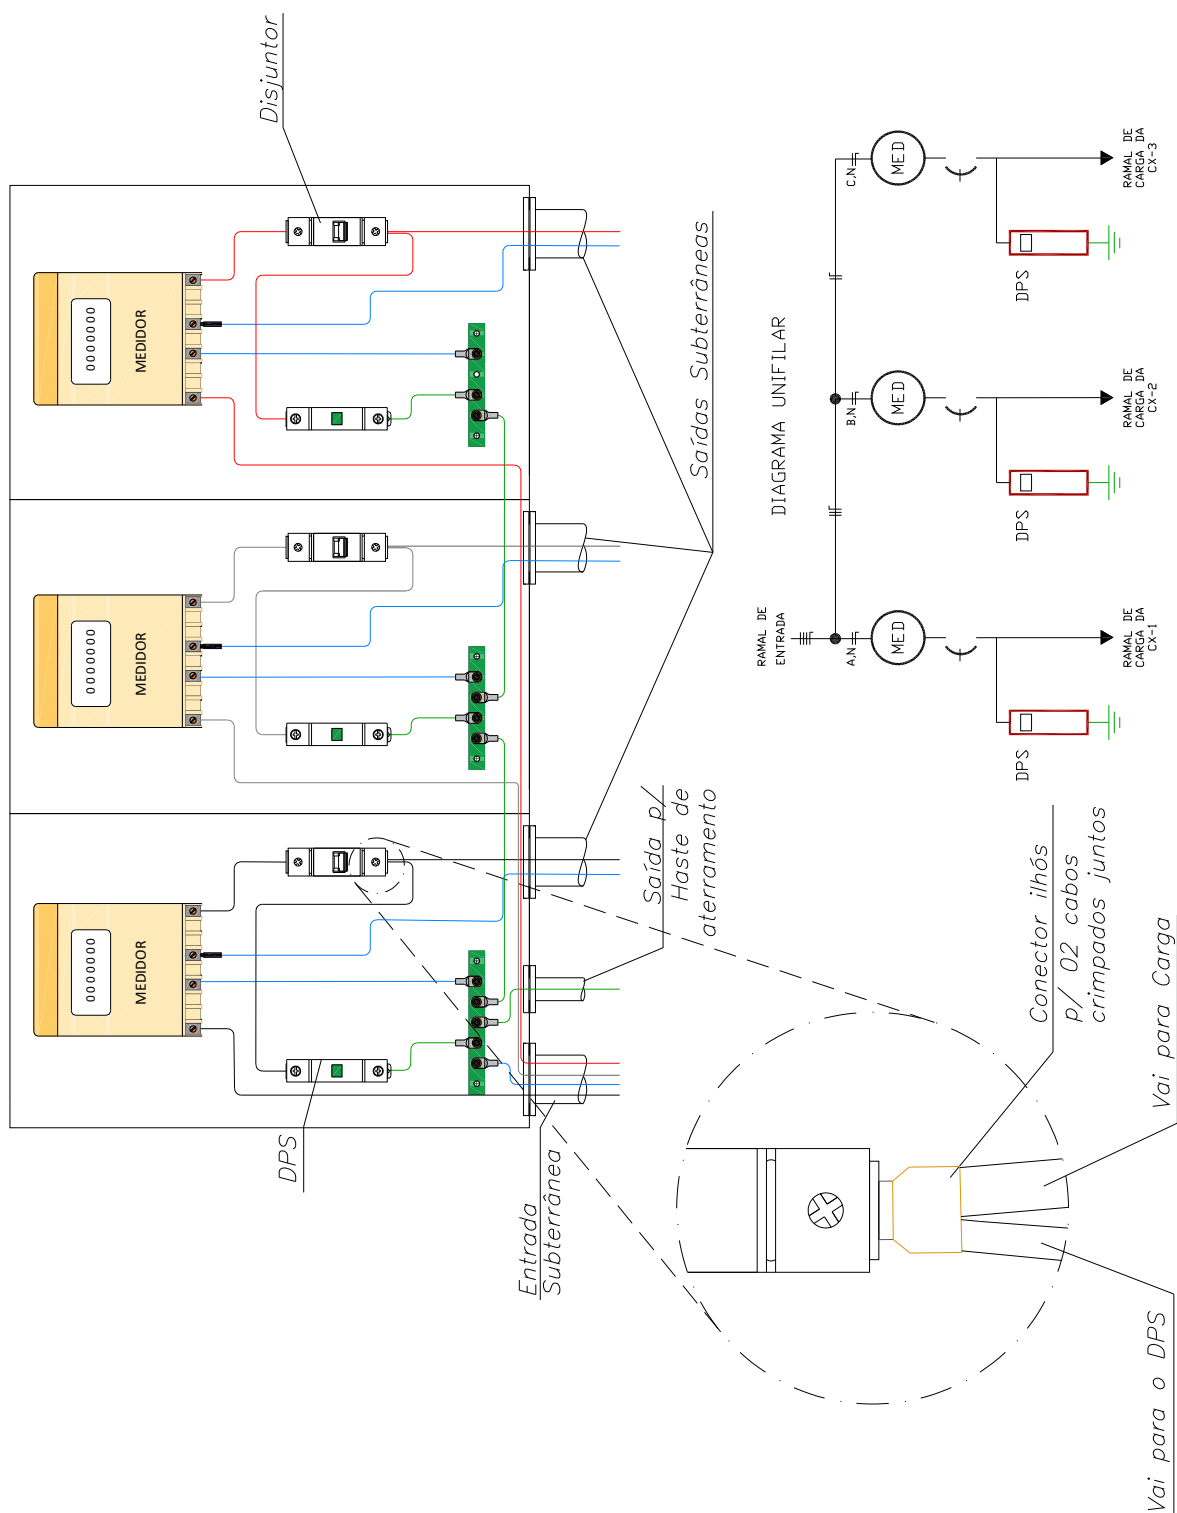 Disjuntor
0000000
MEDIDOR
0000000
MEDIDOR
0000000
MEDIDOR
DPS
Entrada
Subterrânea
Saída p/
Haste de
aterramento
Saídas Subterrâneas
DIAGRAMA UNIFILAR
RAMAL DE
ENTRADA
A,N
MED
DPS
RAMAL DE
CARGA DA
CX-1
B,N
MED
DPS
RAMAL DE
CARGA DA
CX-2
C,N
MED
DPS
RAMAL DE
CARGA DA
CX-3
Conector ilhós
p/ 02 cabos
crimpados juntos
Vai para Carga
Vai para o DPS